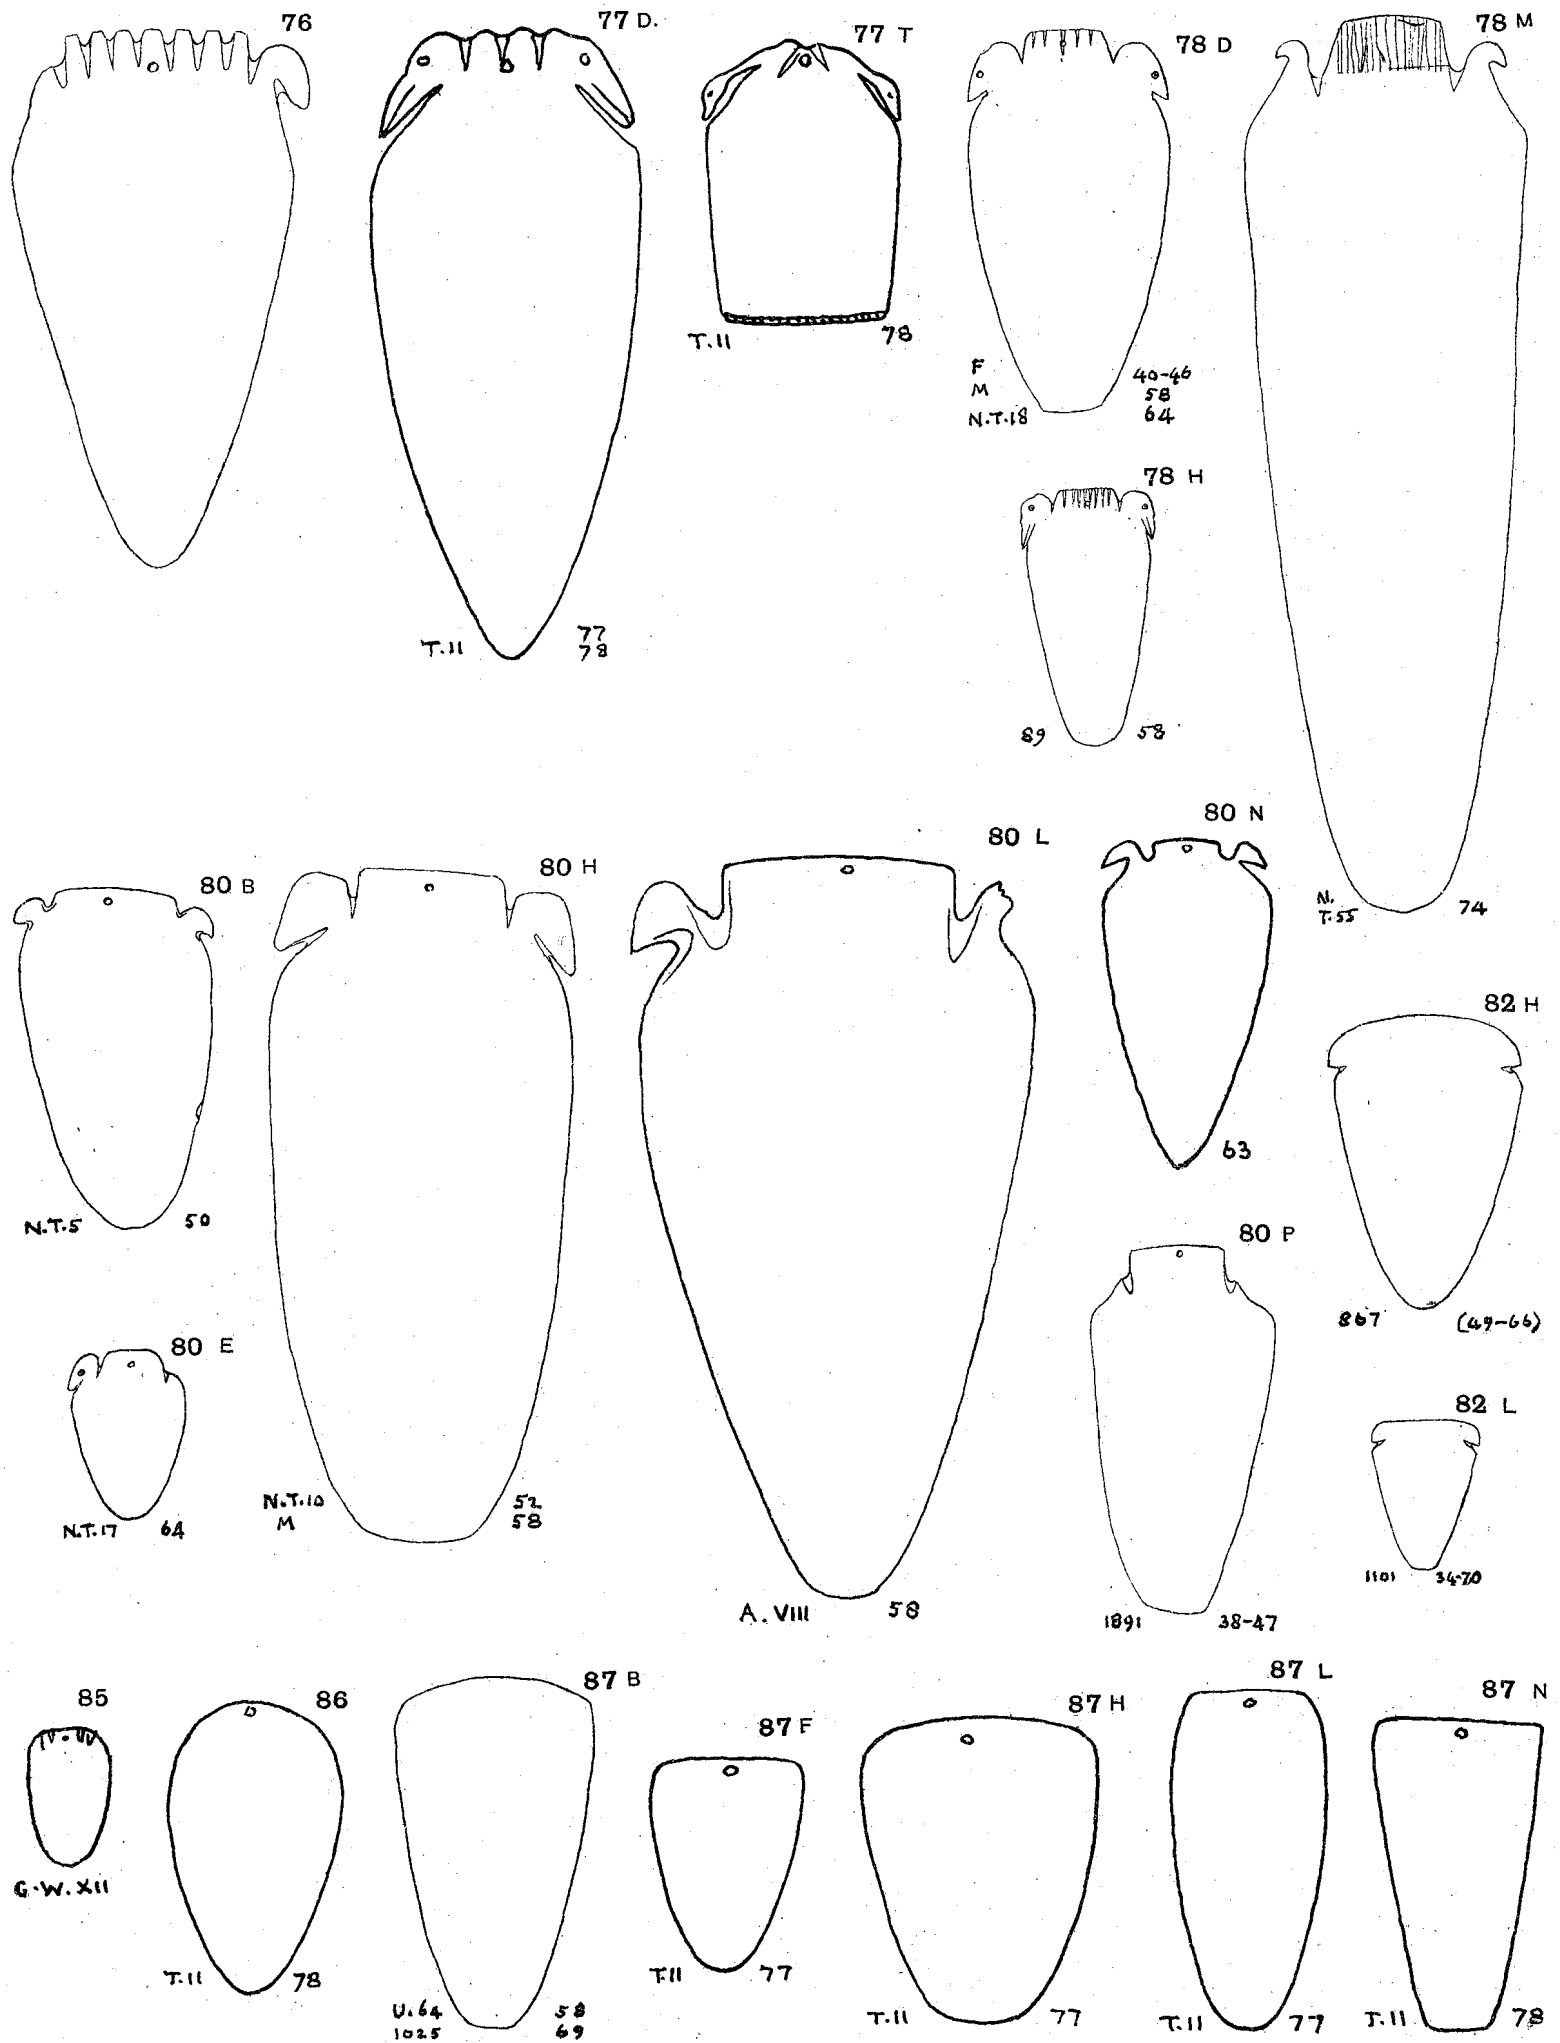 76
77 D.
77 T
78 D
78 M
T.11
78
F
M
N.T.18
40-46
58
64
78 H
T.11
77
78
89
58
80 N
80 L
80 H
80 B
N.
T.55
74
82 H
63
N.T.5
50
80 P
867
(49-66)
80 E
82 L
N.T.10
M
52
58
N.T.17
64
1101
34-70
A. VIII
58
1891
38-47
85
86
87 B
87 F
87 H
87 L
87 N
G.W. XII
T.11
78
T.11
77
U.64
1025
58
69
T.11
77
T.11
77
T.11
78